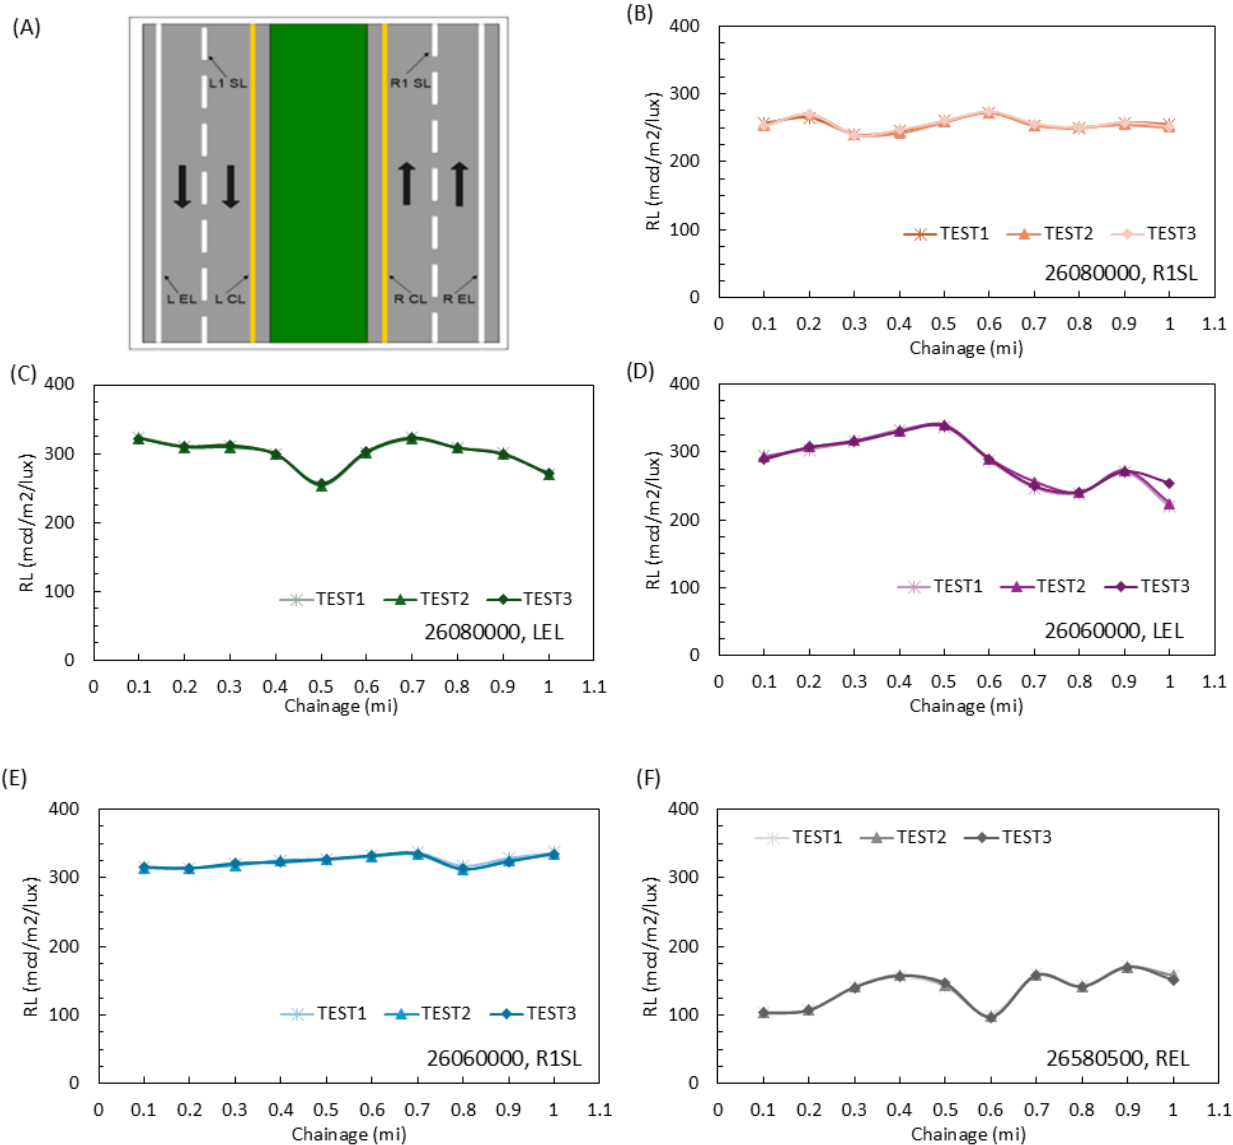 (A)
L1 SL
R1 SL
L EL
L CL
R CL
R EL
(B)
400
300
200
100
0
RL (mcd/m2/lux)
TEST1
TEST2
TEST3
26080000, R1SL
0 0.1 0.2 0.3 0.4 0.5 0.6 0.7 0.8 0.9 1 1.1
Chainage (mi)
(C)
400
300
200
100
0
RL (mcd/m2/lux)
TEST1
TEST2
TEST3
26080000, LEL
0 0.1 0.2 0.3 0.4 0.5 0.6 0.7 0.8 0.9 1 1.1
Chainage (mi)
(D)
400
300
200
100
0
RL (mcd/m2/lux)
TEST1
TEST2
TEST3
26060000, LEL
0 0.1 0.2 0.3 0.4 0.5 0.6 0.7 0.8 0.9 1 1.1
Chainage (mi)
(E)
400
300
200
100
0
RL (mcd/m2/lux)
TEST1
TEST2
TEST3
26060000, R1SL
0 0.1 0.2 0.3 0.4 0.5 0.6 0.7 0.8 0.9 1 1.1
Chainage (mi)
(F)
400
300
200
100
0
RL (mcd/m2/lux)
TEST1
TEST2
TEST3
26580500, REL
0 0.1 0.2 0.3 0.4 0.5 0.6 0.7 0.8 0.9 1 1.1
Chainage (mi)